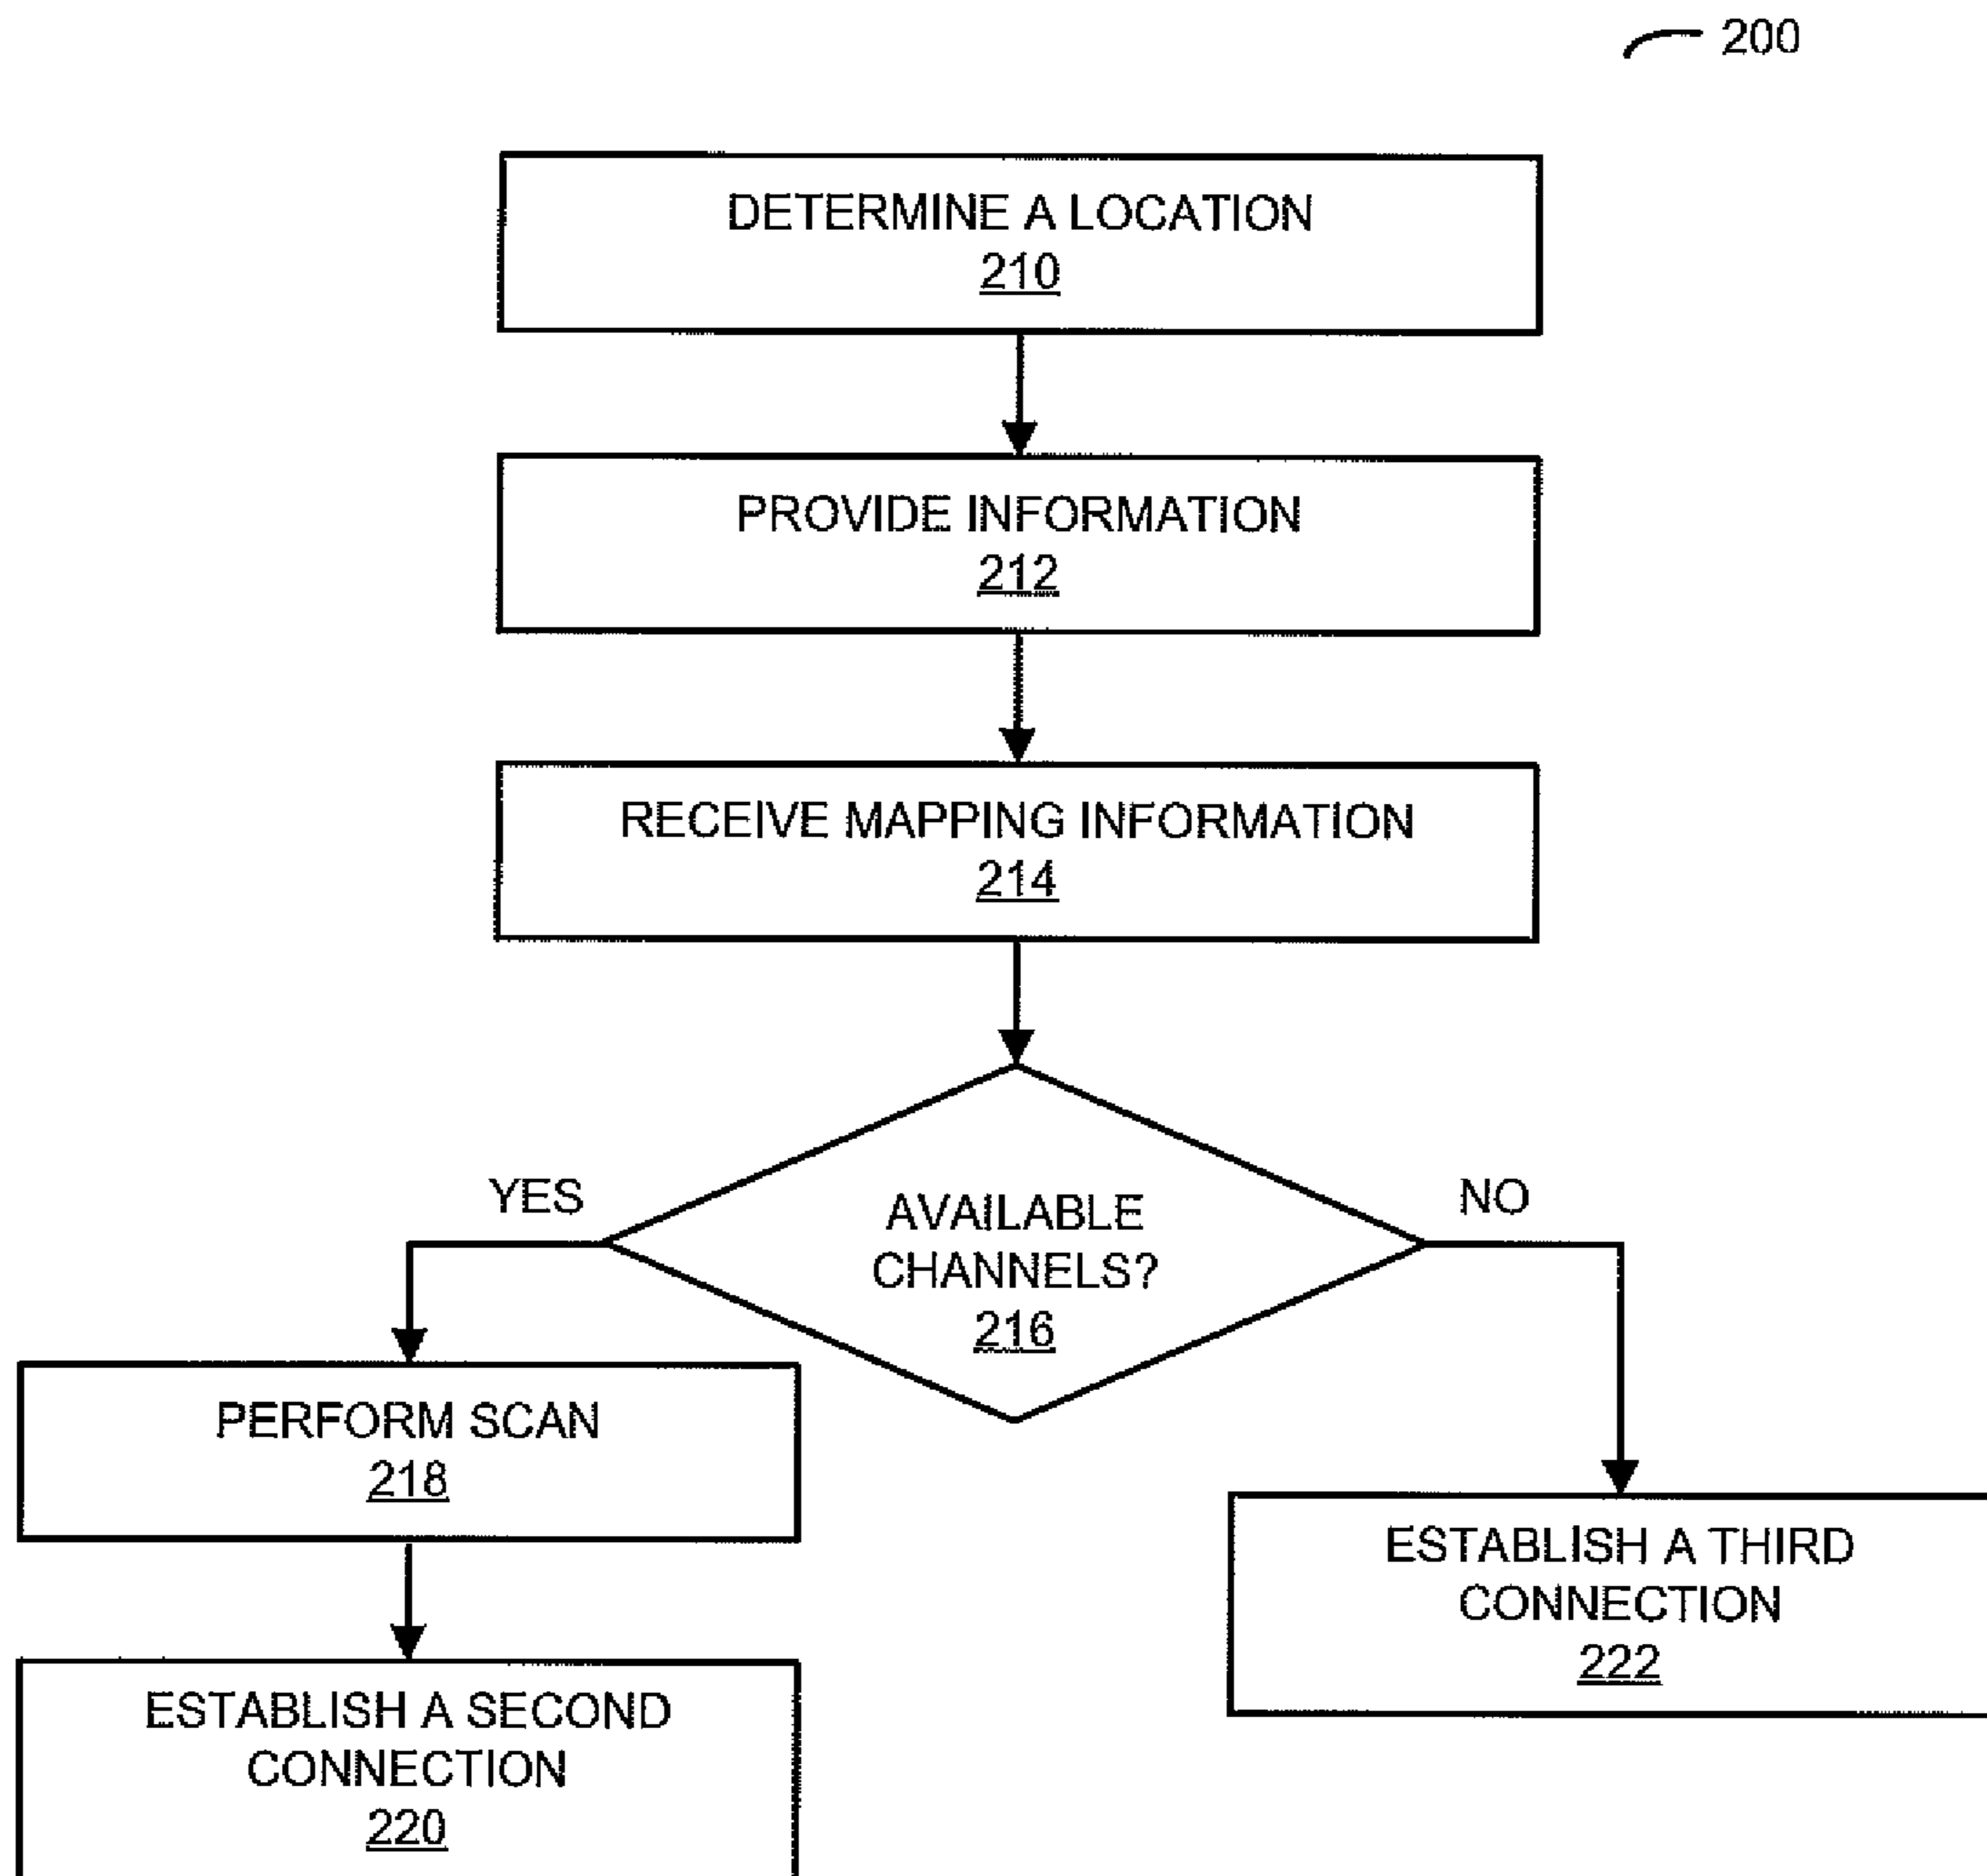 200
DETERMINE A LOCATION
210
PROVIDE INFORMATION
212
RECEIVE MAPPING INFORMATION
214
YES
NO
AVAILABLE
CHANNELS?
216
PERFORM SCAN
218
ESTABLISH A THIRD
CONNECTION
222
ESTABLISH A SECOND
CONNECTION
220